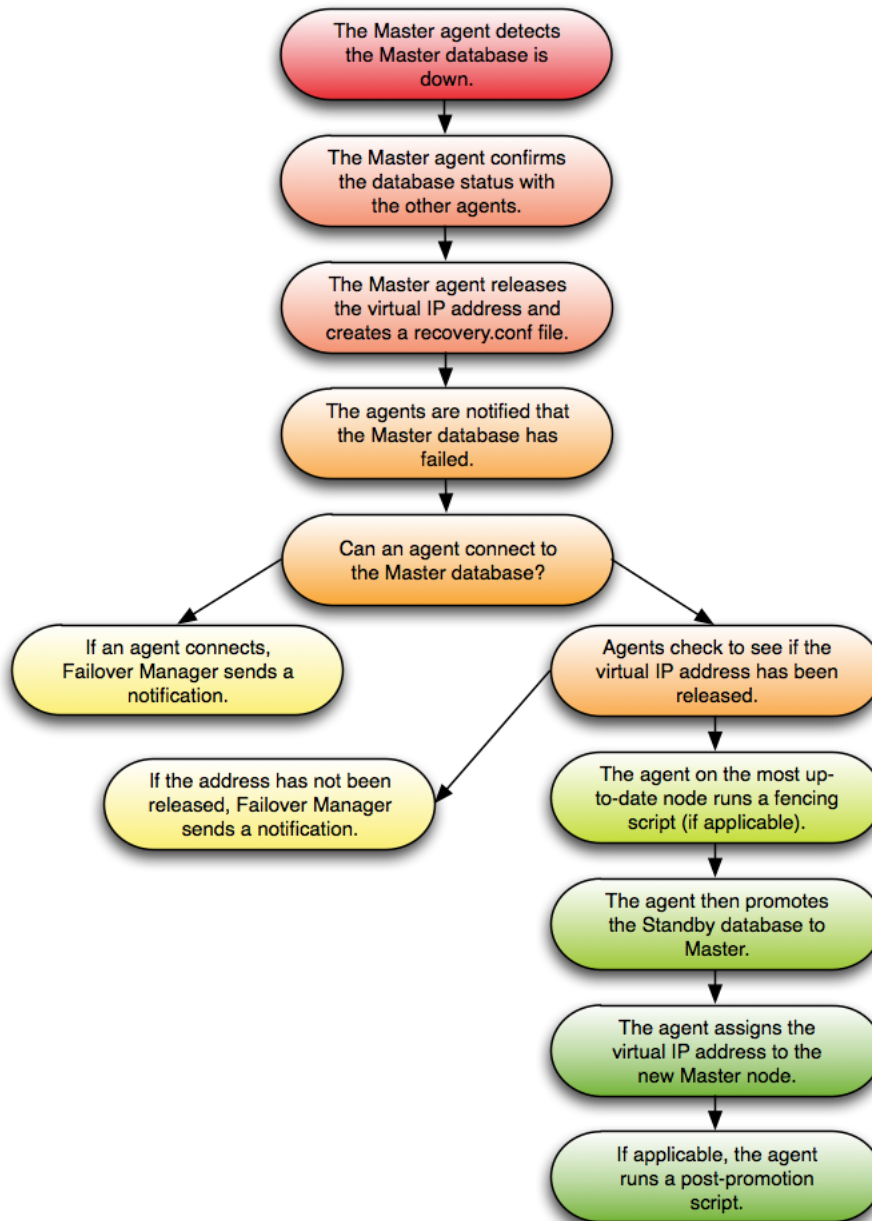 The Master agent detects
the Master database is
down.
The Master agent confirms
the database status with
the other agents.
The Master agent releases
the virtual IP address and
creates a recovery.conf file.
The agents are notified that
the Master database has
failed.
Can an agent connect to
the Master database?
If an agent connects,
Failover Manager sends a
notification.
Agents check to see if the
virtual IP address has been
released.
If the address has not been
released, Failover Manager
sends a notification.
The agent on the most up-
to-date node runs a fencing
script (if applicable).
The agent then promotes
the Standby database to
Master.
The agent assigns the
virtual IP address to the
new Master node.
If applicable, the agent
runs a post-promotion
script.